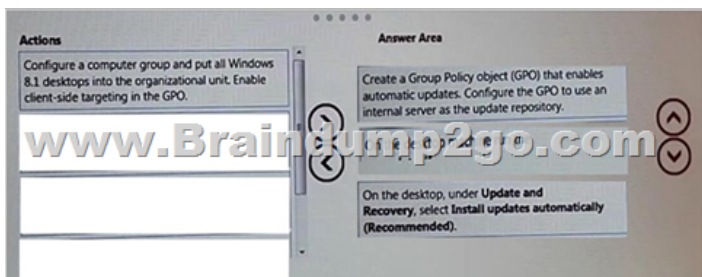 Actions
Answer Area
Configure a computer group and put all Windows
8.1 desktops into the organizational unit. Enable
client-side targeting in the GPO.
Create a Group Policy object (GPO) that enables
automatic updates. Configure the GPO to use an
internal server as the update repository.
www.Braindump2go.com
On the desktop
On the desktop, under Update and
Recovery, select Install updates automatically
(Recommended).